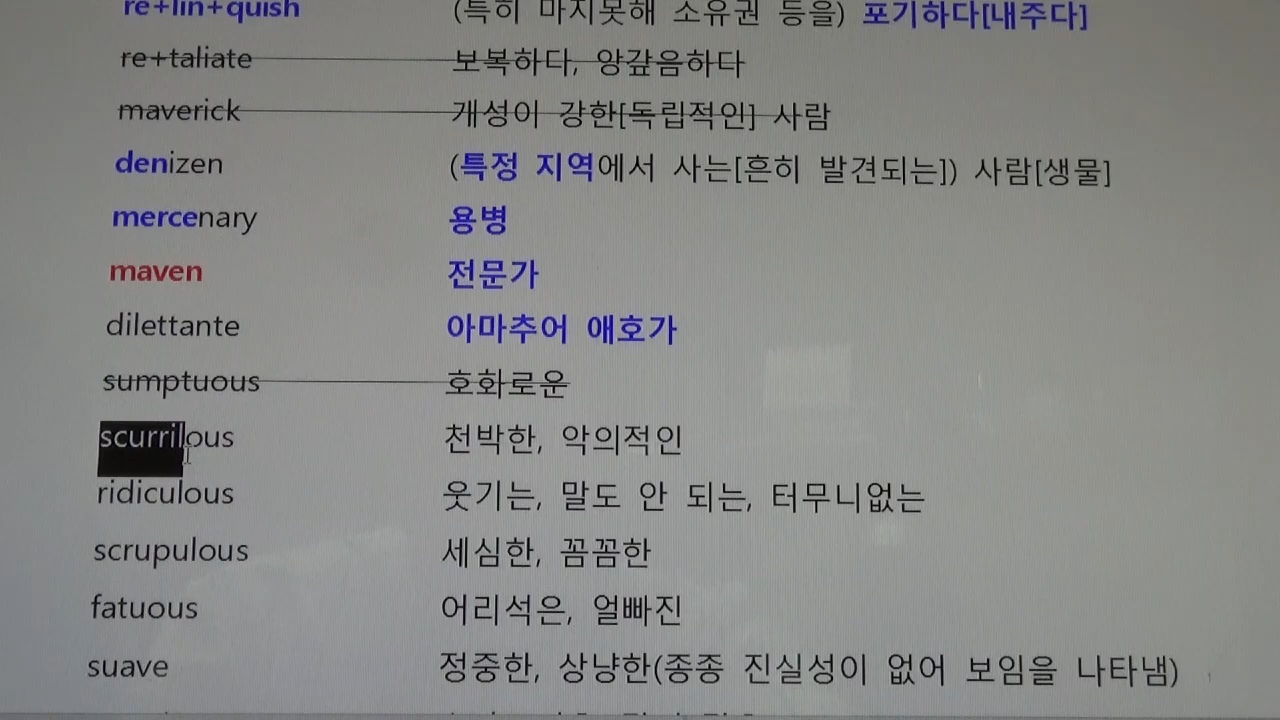 re+lin+quish (특히 마지못해 소유권 등을) 포기하다[내주다]
re+taliate 보복하다, 앙갚음하다
maverick 개성이 강한[독립적인] 사람
denizen (특정 지역에서 사는[흔히 발견되는]) 사람[생물]
mercenary 용병
maven 전문가
dilettante 아마추어 애호가
sumptuous 호화로운
scurrilous 천박한, 악의적인
ridiculous 웃기는, 말도 안 되는, 터무니없는
scrupulous 세심한, 꼼꼼한
fatuous 어리석은, 얼빠진
suave 정중한, 상냥한(종종 진실성이 없어 보임을 나타냄)